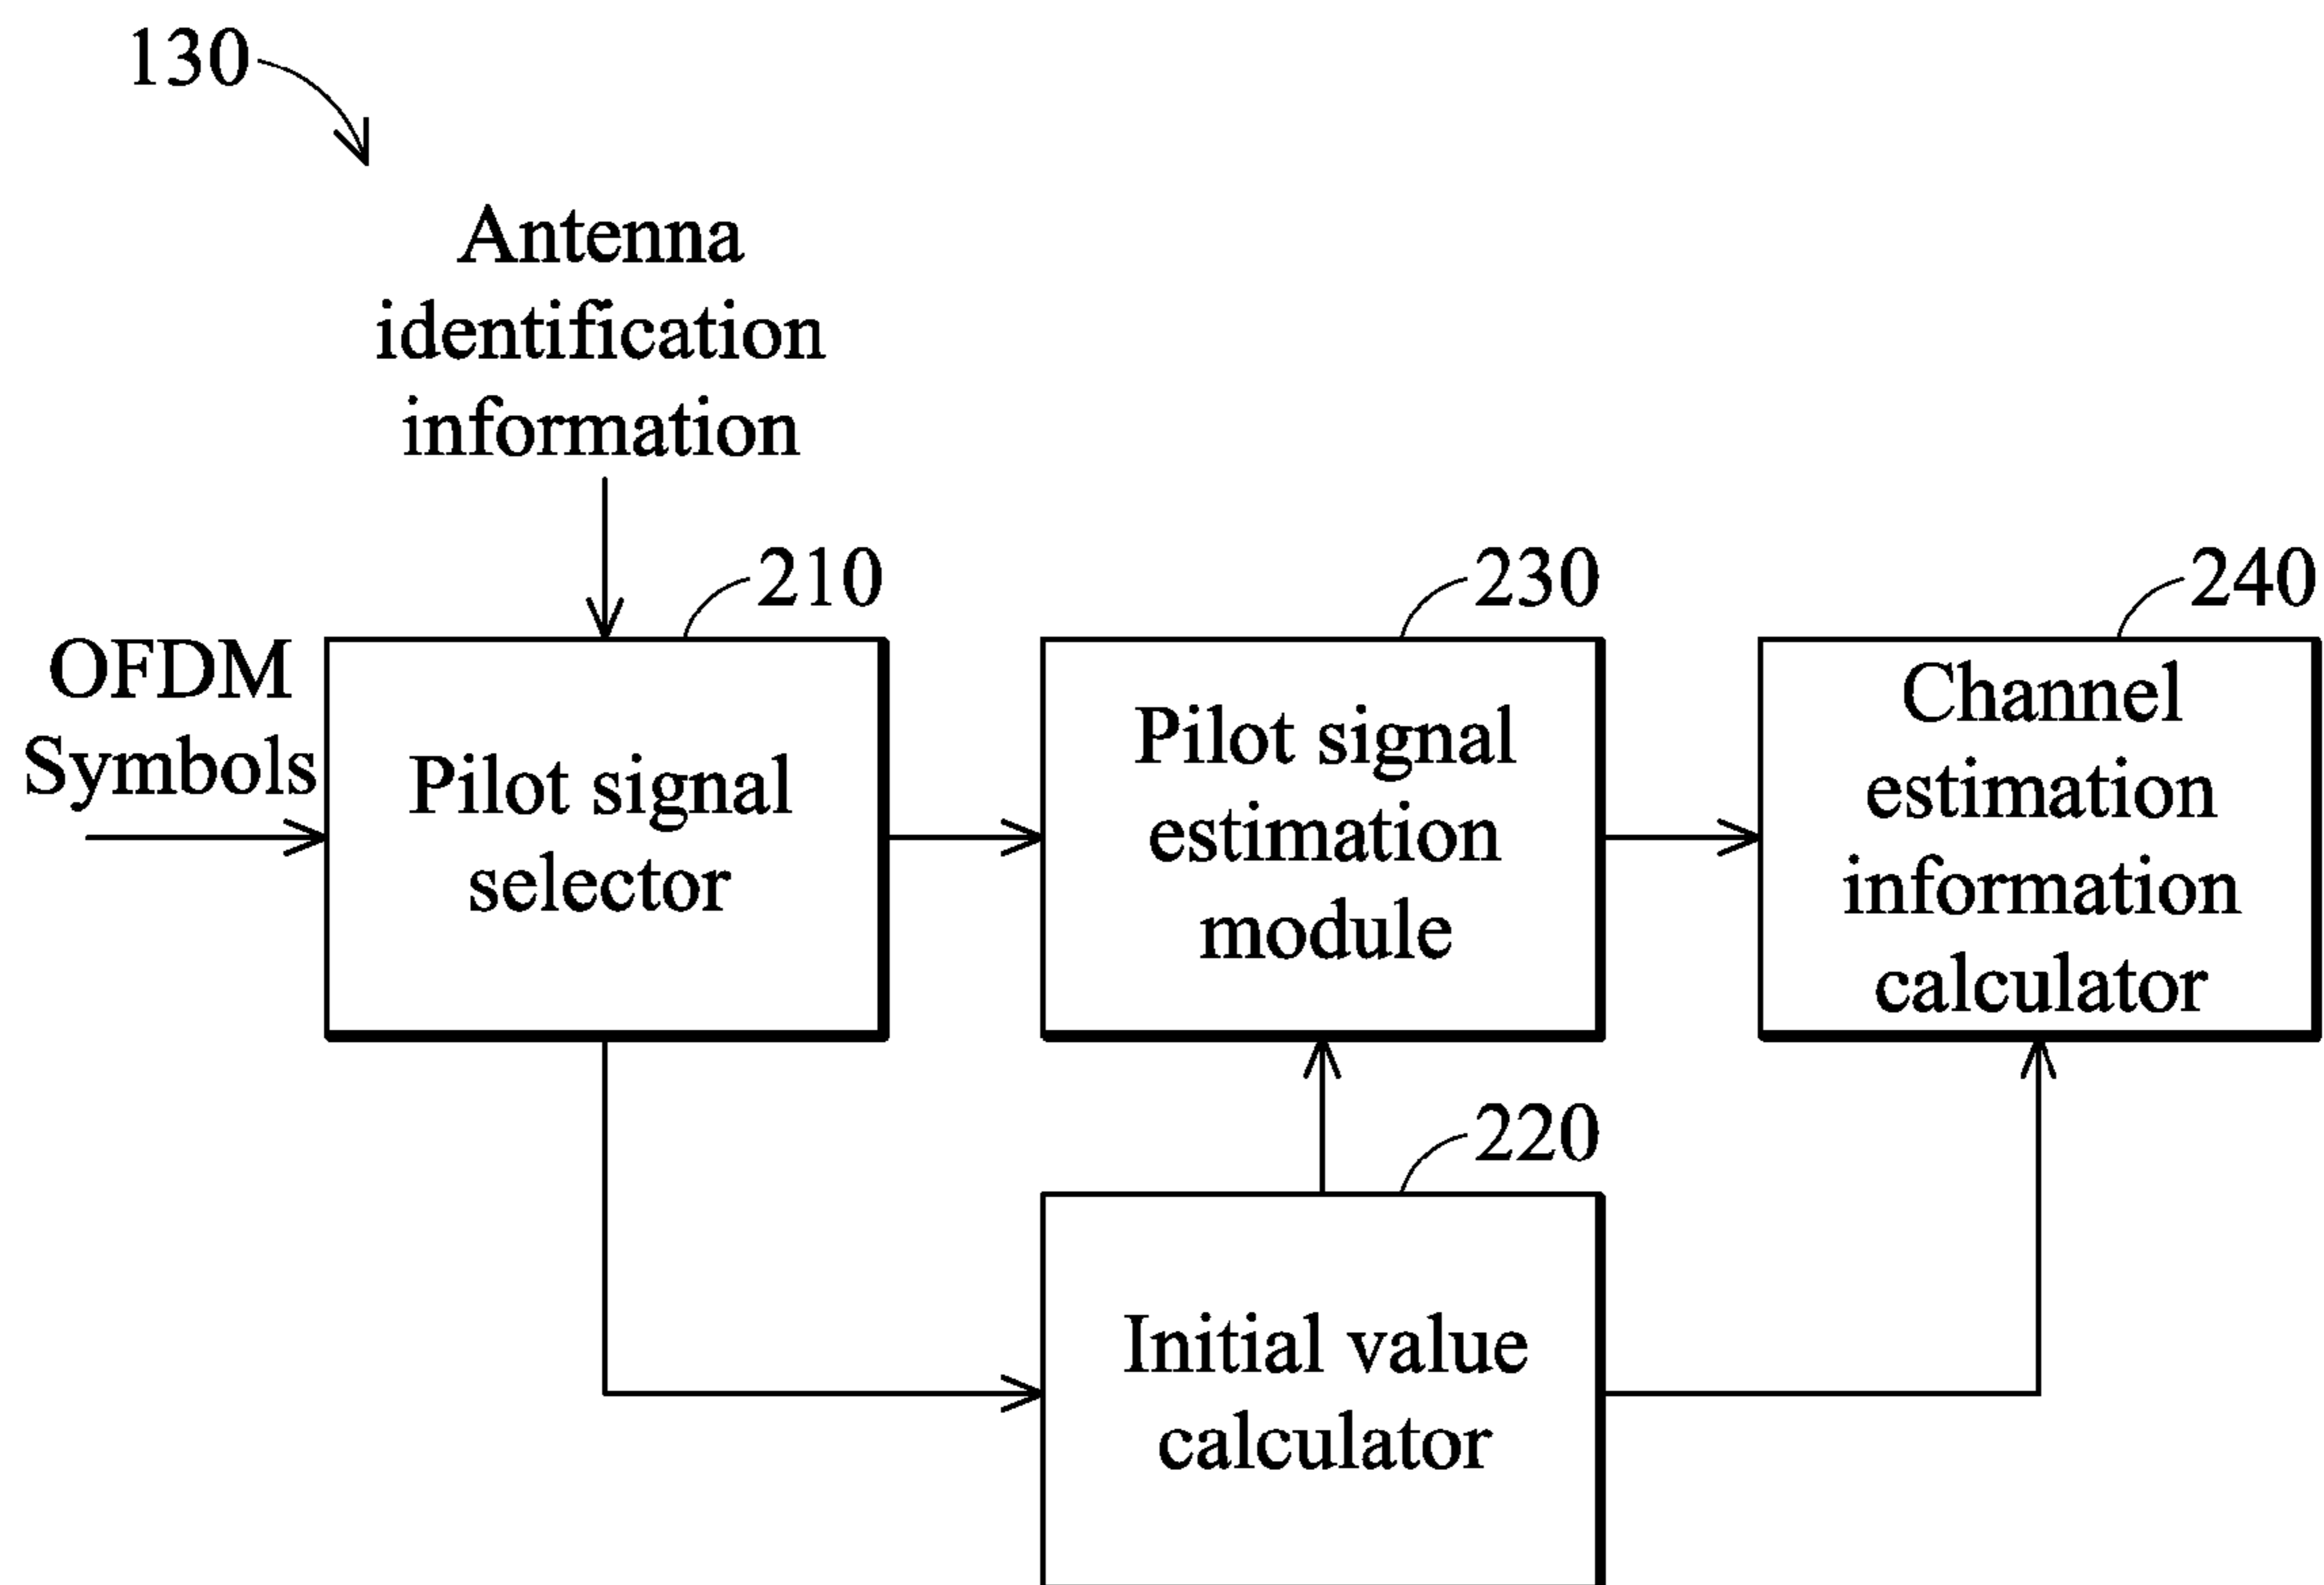 130
Antenna
identification
information
210
230
240
OFDM
Symbols
Pilot signal
selector
Pilot signal
estimation
module
Channel
estimation
information
calculator
220
Initial value
calculator